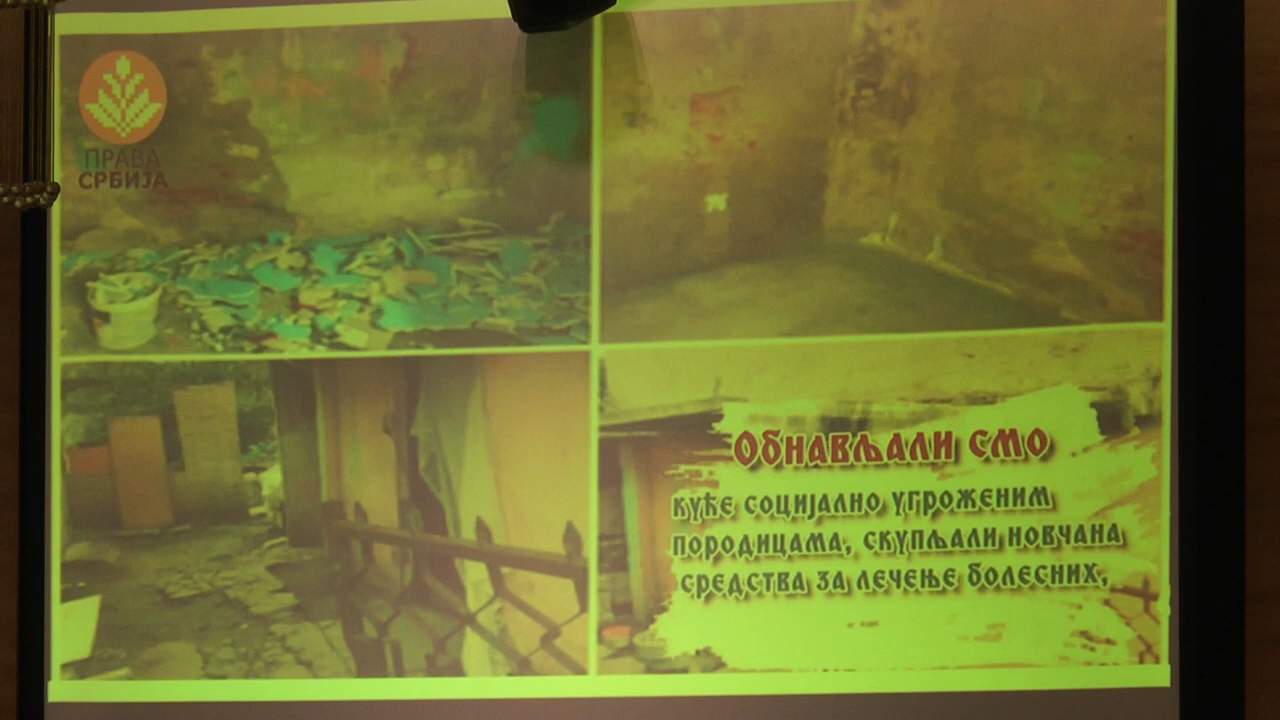 ПРАВА
СРБИЈА
Обнављали смо
куће социјално угроженим
породицама, скупљали новчана
средства за лечење болесних,